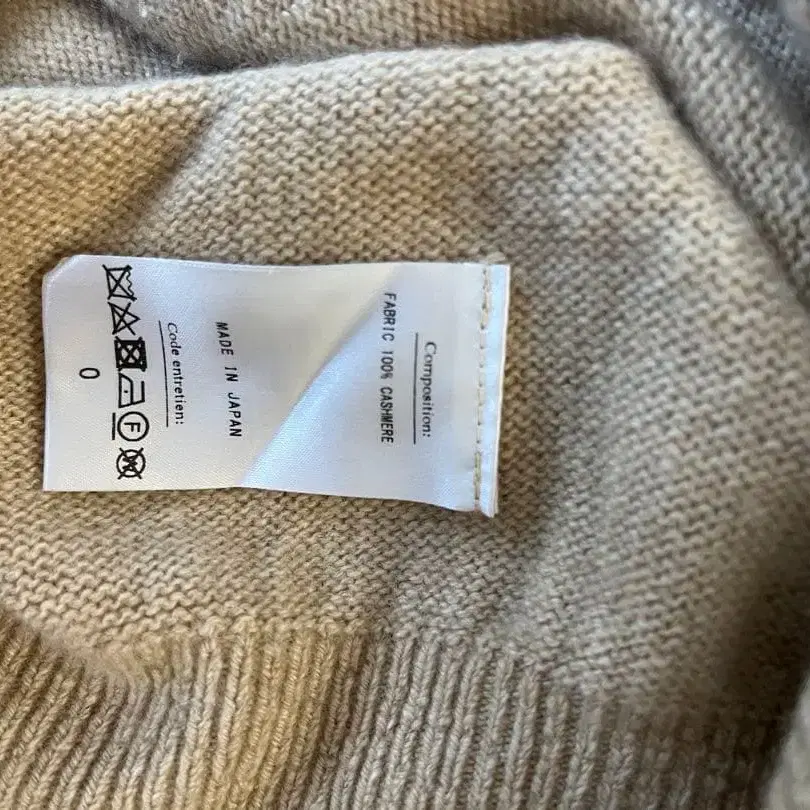 Composition:
FABRIC 100% CASHMERE
MADE IN JAPAN
Code entretien:
F
W
0